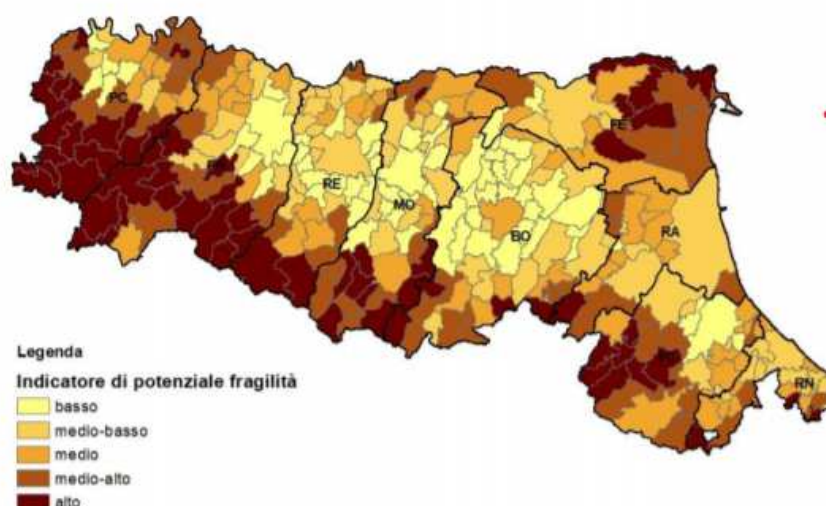 PC
FE
RE
MO
BO
RA
RN
Legenda
Indicatore di potenziale fragilità
basso
medio-basso
medio
medio-alto
alto